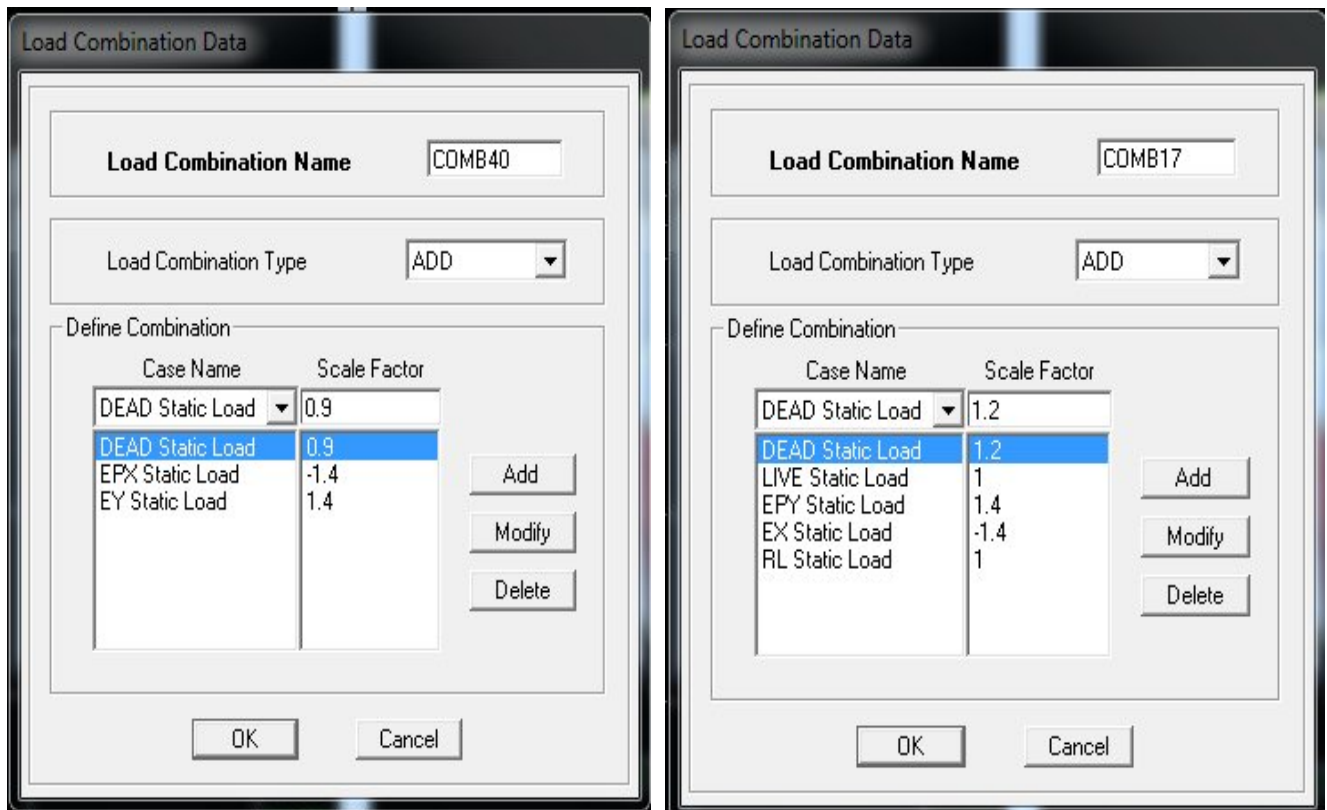 Load Combination Data
Load Combination Name COMB40
Load Combination Type ADD
Define Combination
Case Name Scale Factor
DEAD Static Load 0.9
DEAD Static Load 0.9
EPX Static Load -1.4
EY Static Load 1.4
Add
Modify
Delete
OK Cancel
Load Combination Data
Load Combination Name COMB17
Load Combination Type ADD
Define Combination
Case Name Scale Factor
DEAD Static Load 1.2
DEAD Static Load 1.2
LIVE Static Load 1
EPY Static Load 1.4
EX Static Load -1.4
RL Static Load 1
Add
Modify
Delete
OK Cancel